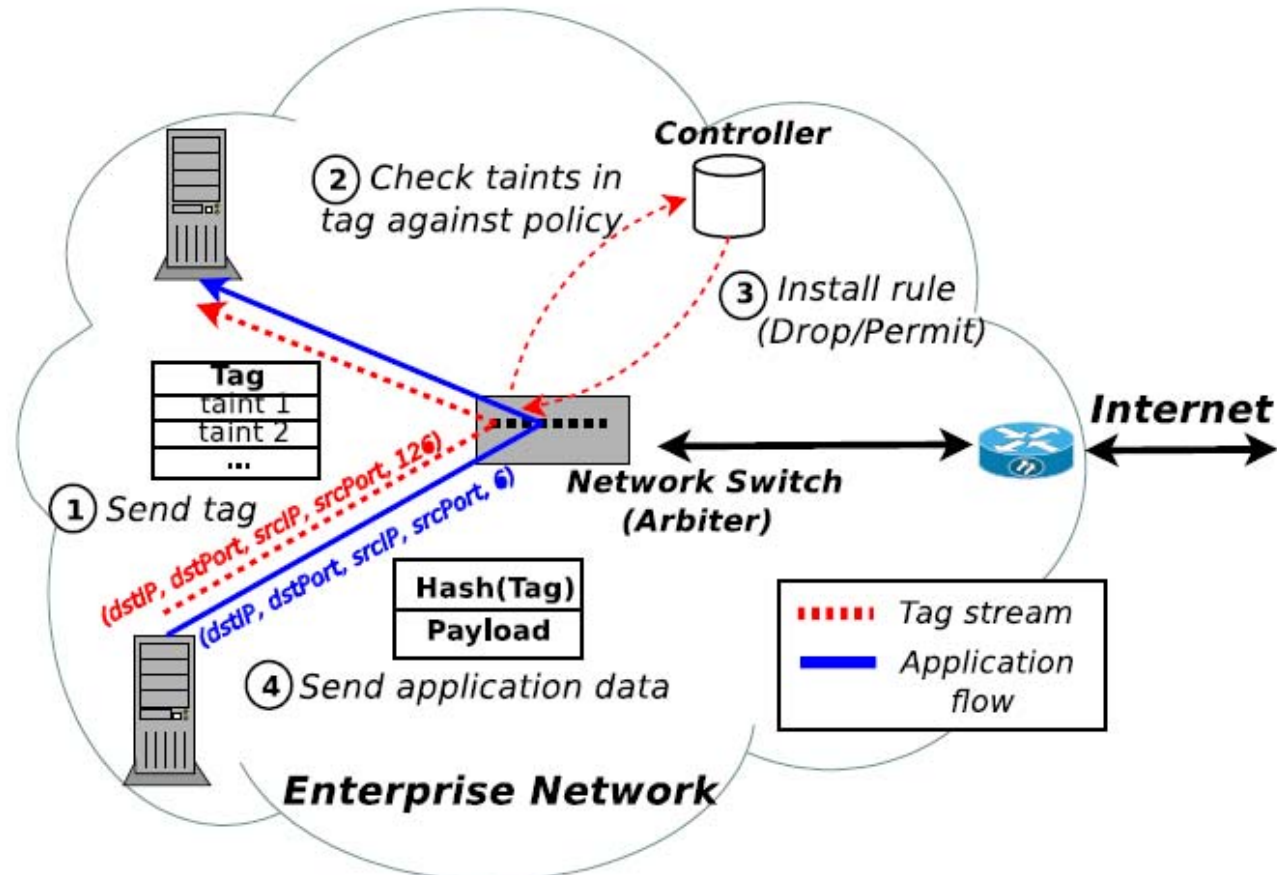 Controller
2 Check taints in
tag against policy
3 Install rule
(Drop/Permit)
Tag
taint 1
taint 2
...
Internet
Network Switch
(Arbiter)
1 Send tag
(dstIP, dstPort, srcIP, srcPort, 126)
(dstIP, dstPort, srcIP, srcPort, 6)
Hash(Tag)
Payload
4 Send application data
Tag stream
Application
flow
Enterprise Network